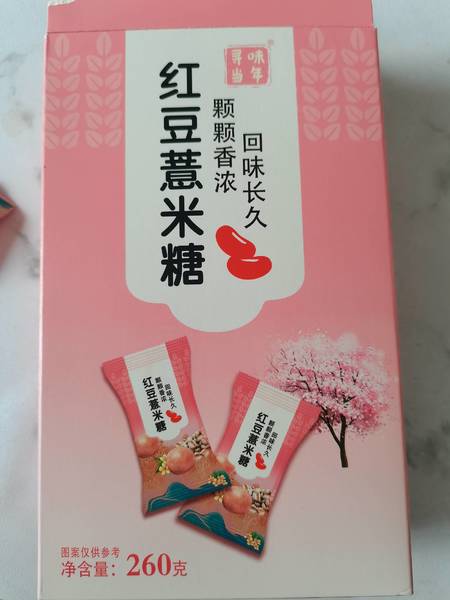 寻味
当年
红豆薏米糖
颗颗香浓
回味长久
红豆薏米糖
颗颗香浓
回味长久
红豆薏米糖
颗颗香浓
回味长久
图案仅供参考
净含量：260克